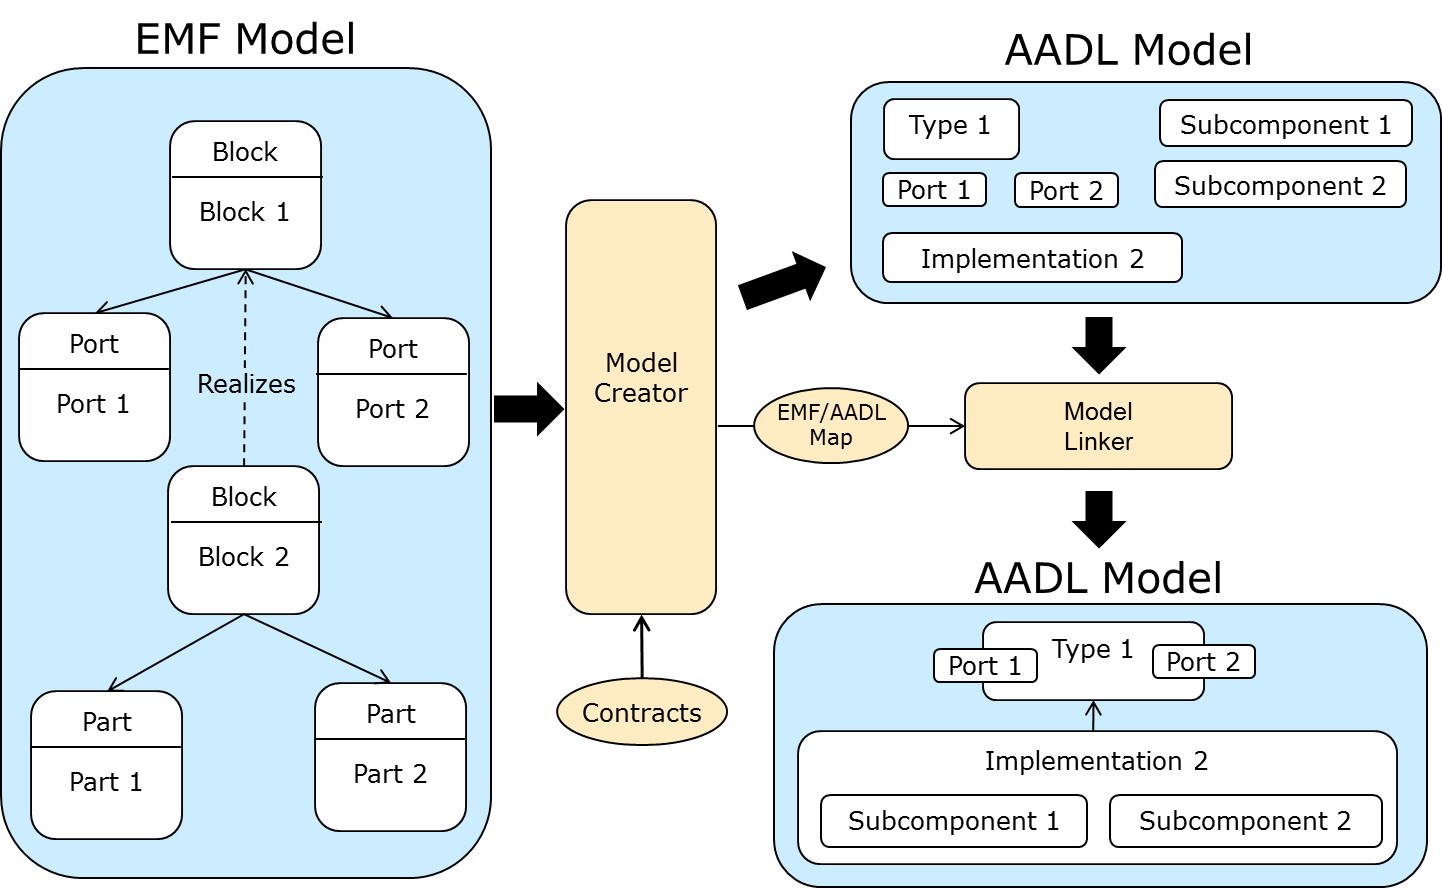 EMF Model
Block
Block 1
Port
Port 1
Realizes
Port
Port 2
Block
Block 2
Part
Part 1
Part
Part 2
Model
Creator
Contracts
EMF/AADL
Map
AADL Model
Type 1
Subcomponent 1
Port 1
Port 2
Subcomponent 2
Implementation 2
Model
Linker
AADL Model
Port 1
Type 1
Port 2
Implementation 2
Subcomponent 1
Subcomponent 2